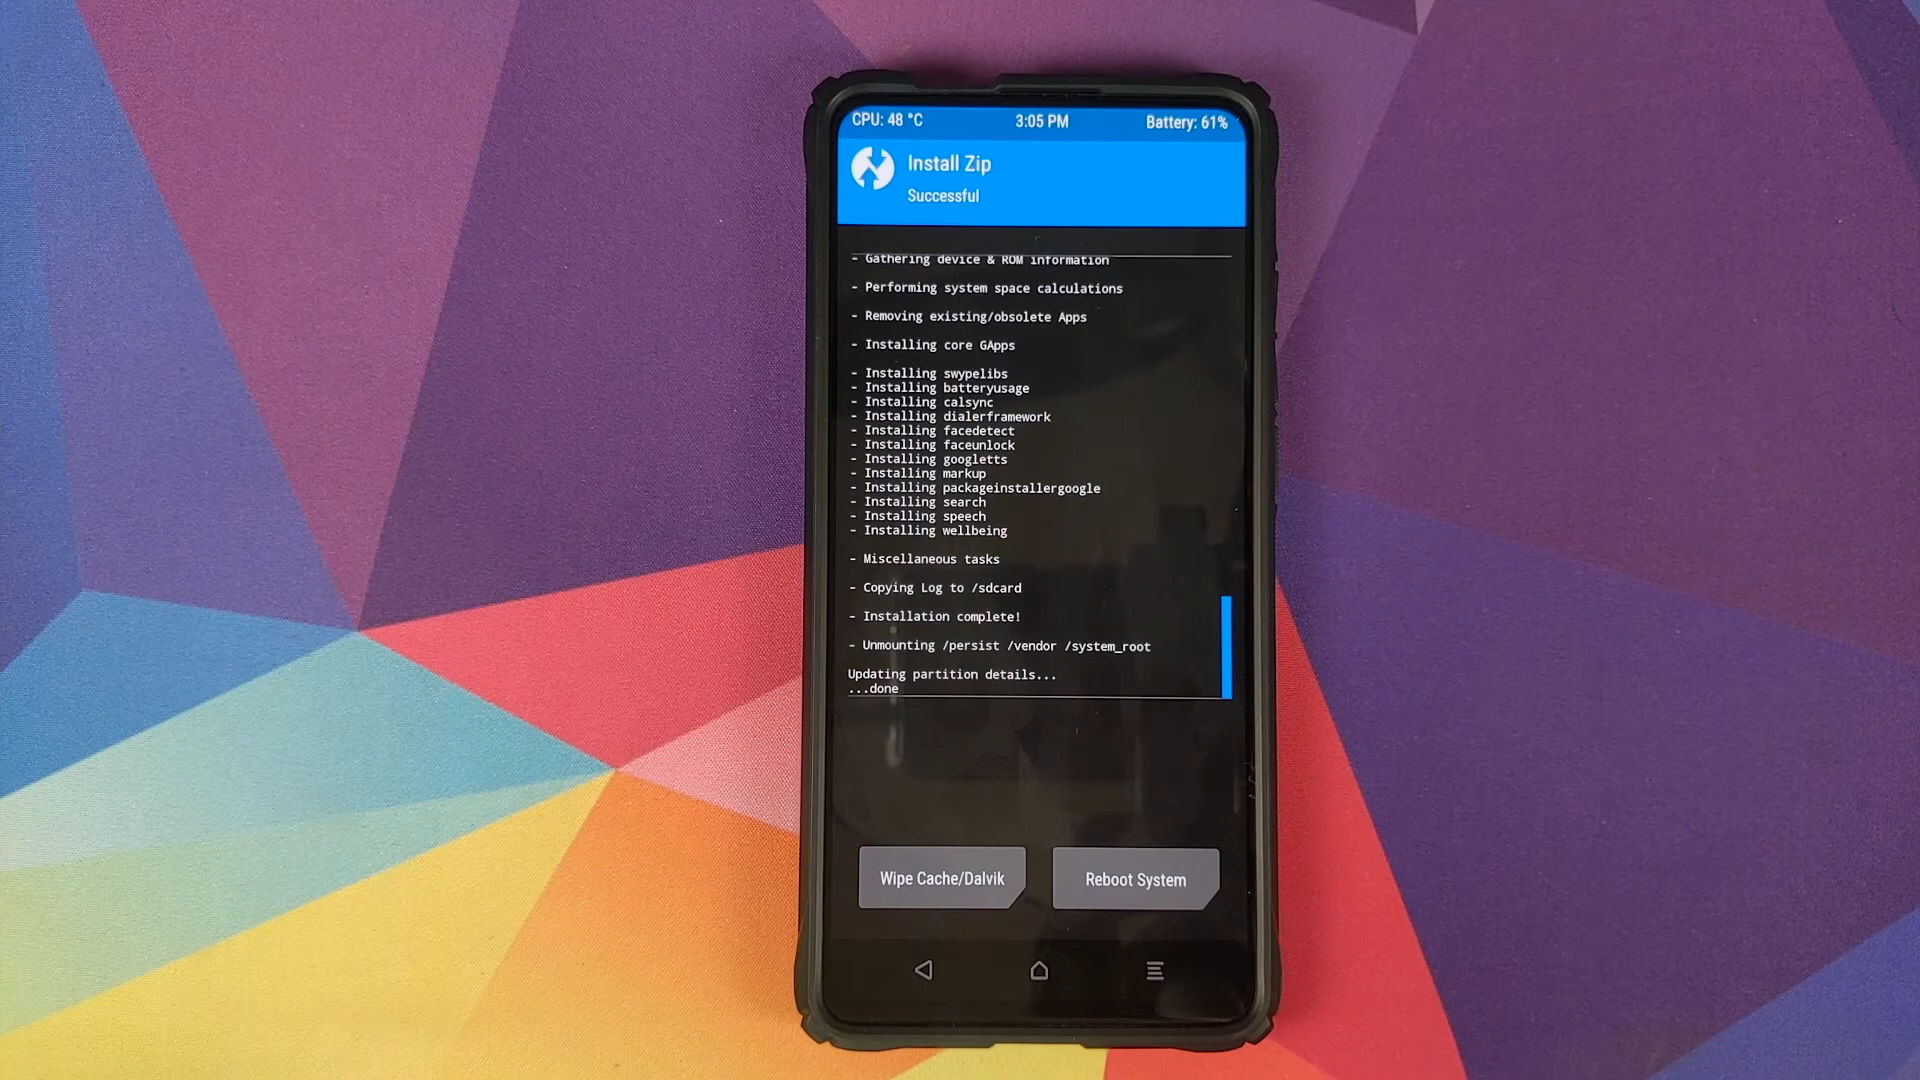 CPU: 48 °C 3:05 PM Battery: 61%
Install Zip
Successful
- Gathering device & ROM information
- Performing system space calculations
- Removing existing/obsolete Apps
- Installing core GApps
- Installing swypelibs
- Installing batteryusage
- Installing calsync
- Installing dialerframework
- Installing facedetect
- Installing faceunlock
- Installing googletts
- Installing markup
- Installing packageinstallergoogle
- Installing search
- Installing speech
- Installing wellbeing
- Miscellaneous tasks
- Copying Log to /sdcard
- Installation complete!
- Unmounting /persist /vendor /system_root
Updating partition details...
...done
Wipe Cache/Dalvik Reboot System